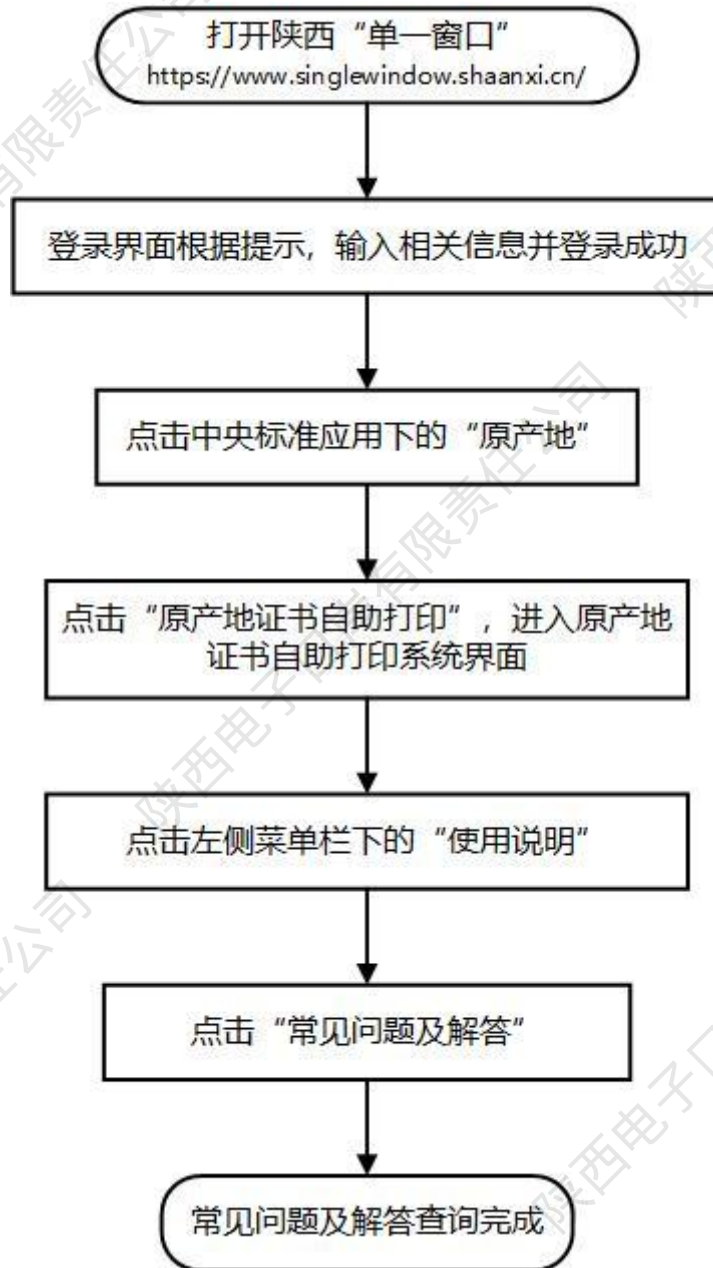 打开陕西“单一窗口”
https://www.singlewindow.shaanxi.cn/
登录界面根据提示，输入相关信息并登录成功
点击中央标准应用下的“原产地”
点击“原产地证书自助打印”，进入原产地
证书自助打印系统界面
点击左侧菜单栏下的“使用说明”
点击“常见问题及解答”
常见问题及解答查询完成